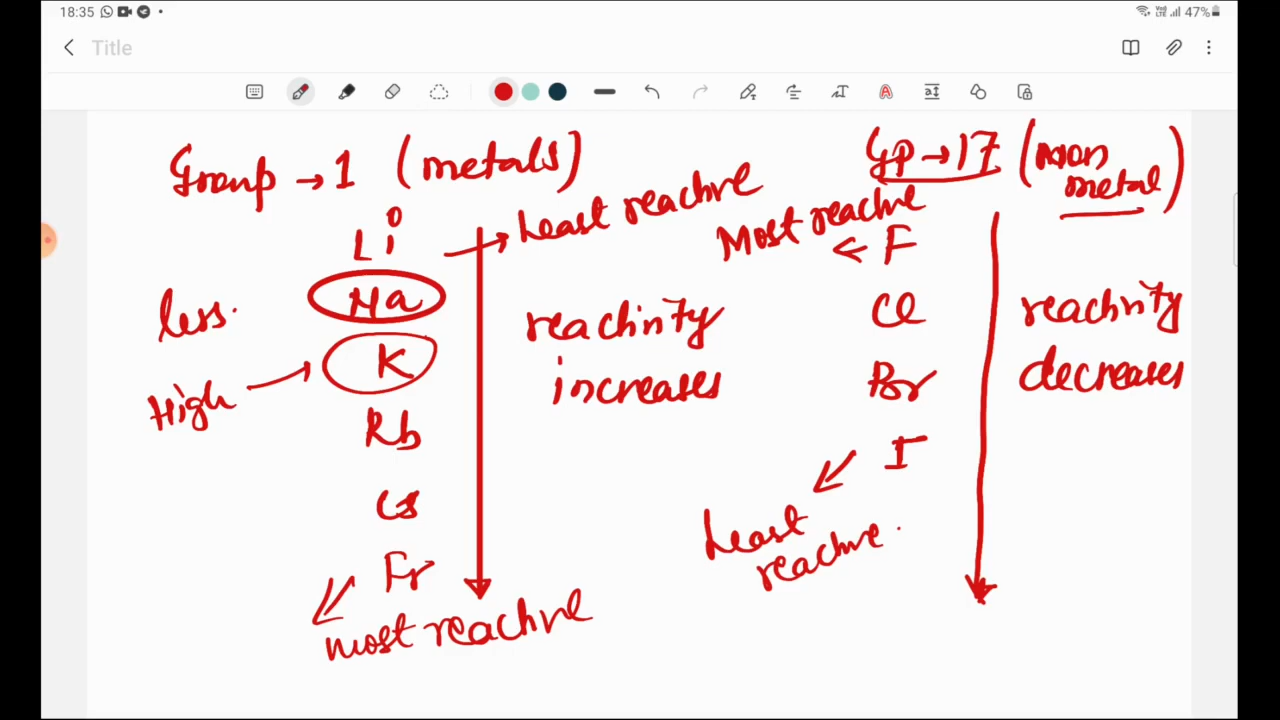 18:35
47%
Title
Group → 1 (metals)
Gp → 17 (non
metal)
Li → Least reactive
Most reactive ← F
less.
Na
reactivity
increases
Cl
reactivity
decreases
High → K
Br
Rb
I
Cs
Least
reactive.
Fr
most reactive